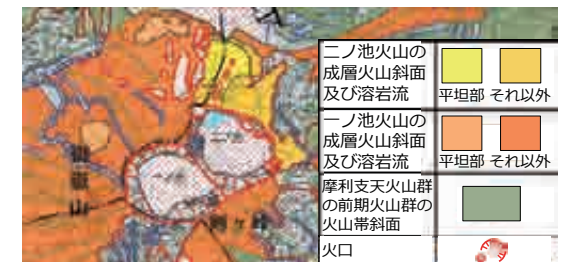 二ノ池火山の
成層火山斜面
及び溶岩流
平坦部 それ以外
一ノ池火山の
成層火山斜面
及び溶岩流
平坦部 それ以外
摩利支天火山群
の前期火山群の
火山帯斜面
火口
御嶽山